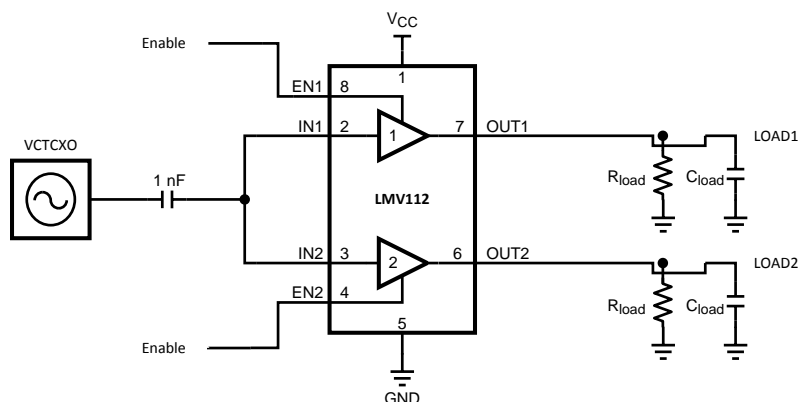 VCC
Enable
1
EN1 8
IN1 2 1 7 OUT1 LOAD1
VCTCXO
1 nF
Rload Cload
LMV112
IN2 3 2 6 OUT2 LOAD2
EN2 4
Rload Cload
Enable
5
GND